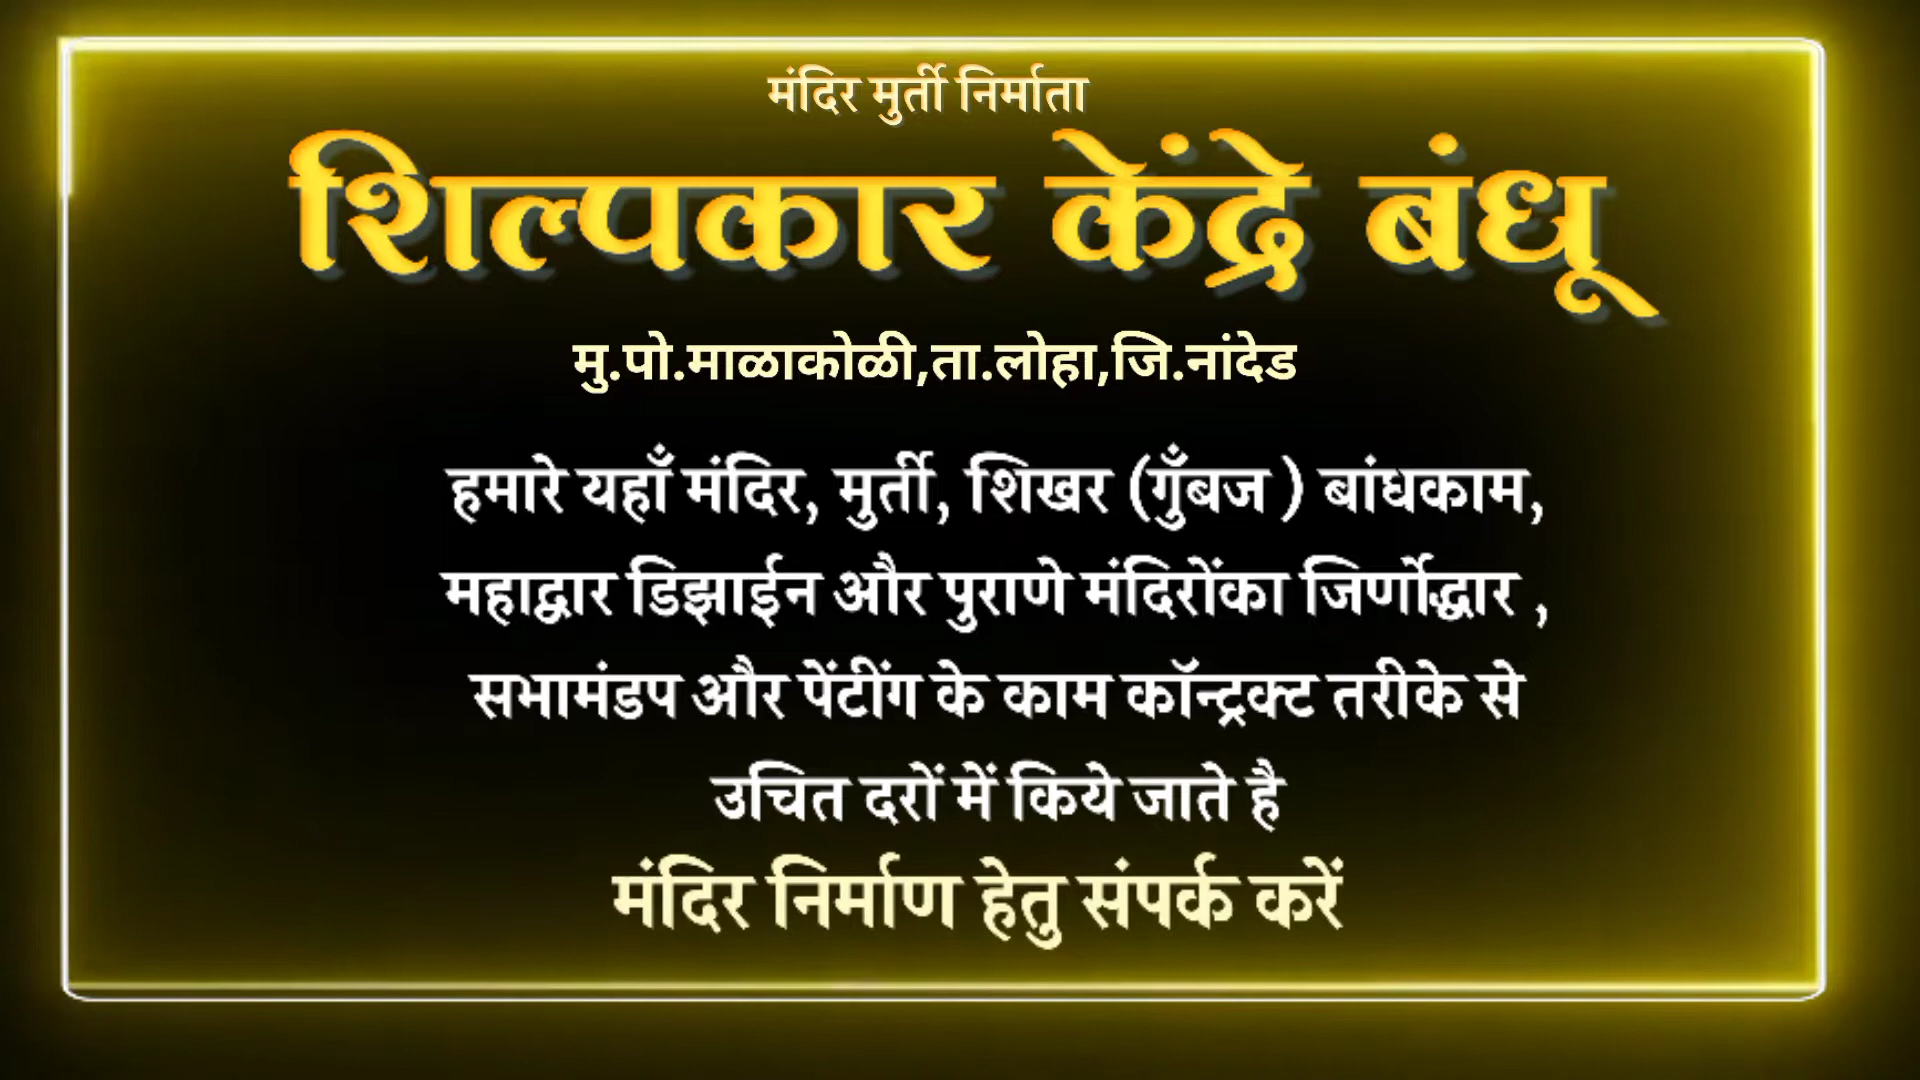 मंदिर मुर्ती निर्माता
शिल्पकार केंद्रे बंधू
मु.पो.माळाकोळी,ता.लोहा,जि.नांदेड
हमारे यहाँ मंदिर, मुर्ती, शिखर (गुँबज ) बांधकाम,
महाद्वार डिझाईन और पुराणे मंदिरोंका जिर्णोद्धार ,
सभामंडप और पेंटींग के काम कॉन्ट्रक्ट तरीके से
उचित दरों में किये जाते है
मंदिर निर्माण हेतु संपर्क करें